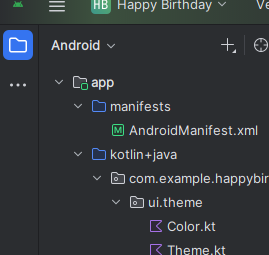 HB Happy Birthday Ve
Android
app
manifests
AndroidManifest.xml
kotlin+java
com.example.happybir
ui.theme
Color.kt
Theme.kt